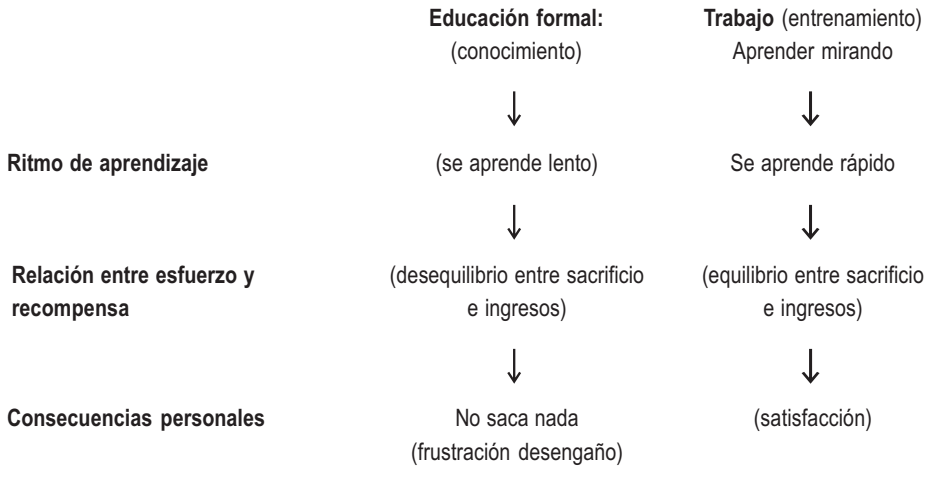 Educación formal:
(conocimiento)
Trabajo (entrenamiento)
Aprender mirando
Ritmo de aprendizaje
(se aprende lento)
Se aprende rápido
Relación entre esfuerzo y
recompensa
(desequilibrio entre sacrificio
e ingresos)
(equilibrio entre sacrificio
e ingresos)
Consecuencias personales
No saca nada
(frustración desengaño)
(satisfacción)